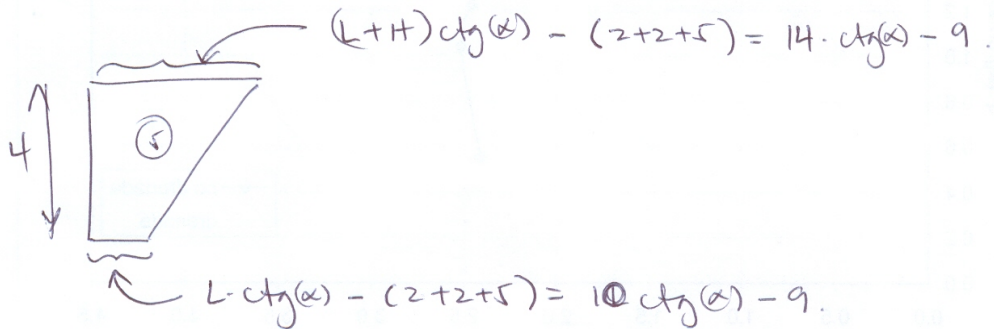 (L+H) ctg(α) - (2+2+5) = 14. ctg(α) - 9.
4
5
L. ctg(α) - (2+2+5) = 10 ctg(α) - 9.